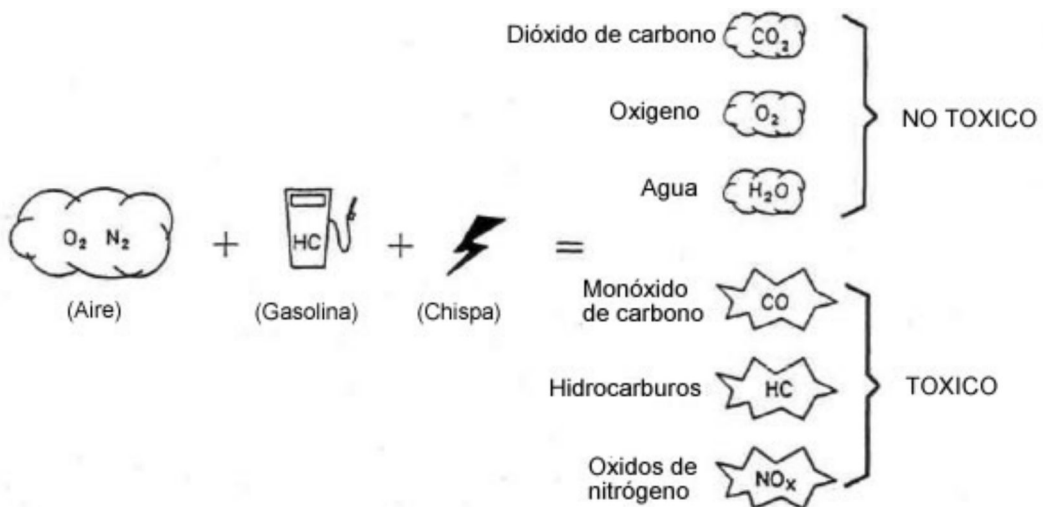 Dióxido de carbono CO₂
Oxigeno O₂
NO TOXICO
Agua H₂O
O₂ N₂ + HC + =
(Aire) (Gasolina) (Chispa)
Monóxido
de carbono CO
Hidrocarburos HC
TOXICO
Oxidos de
nitrógeno NOx